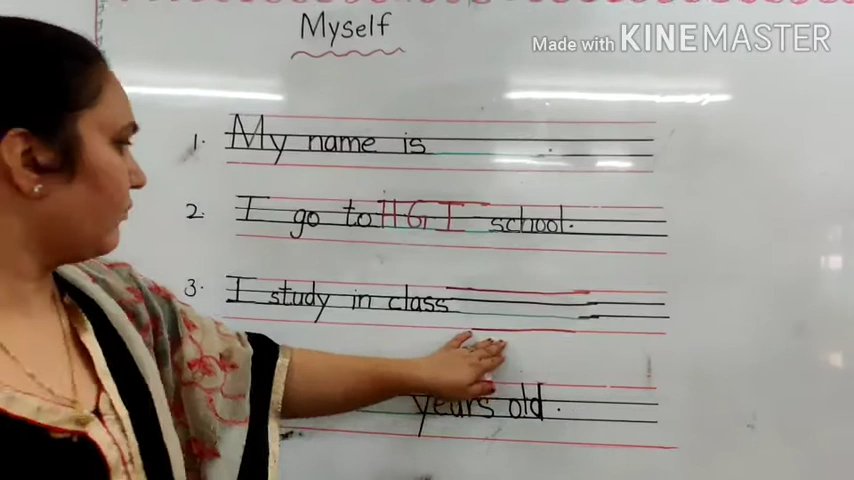 Myself
Made with KINEMASTER
1. My name is
2. I go to HGI school.
3. I study in class
years old.